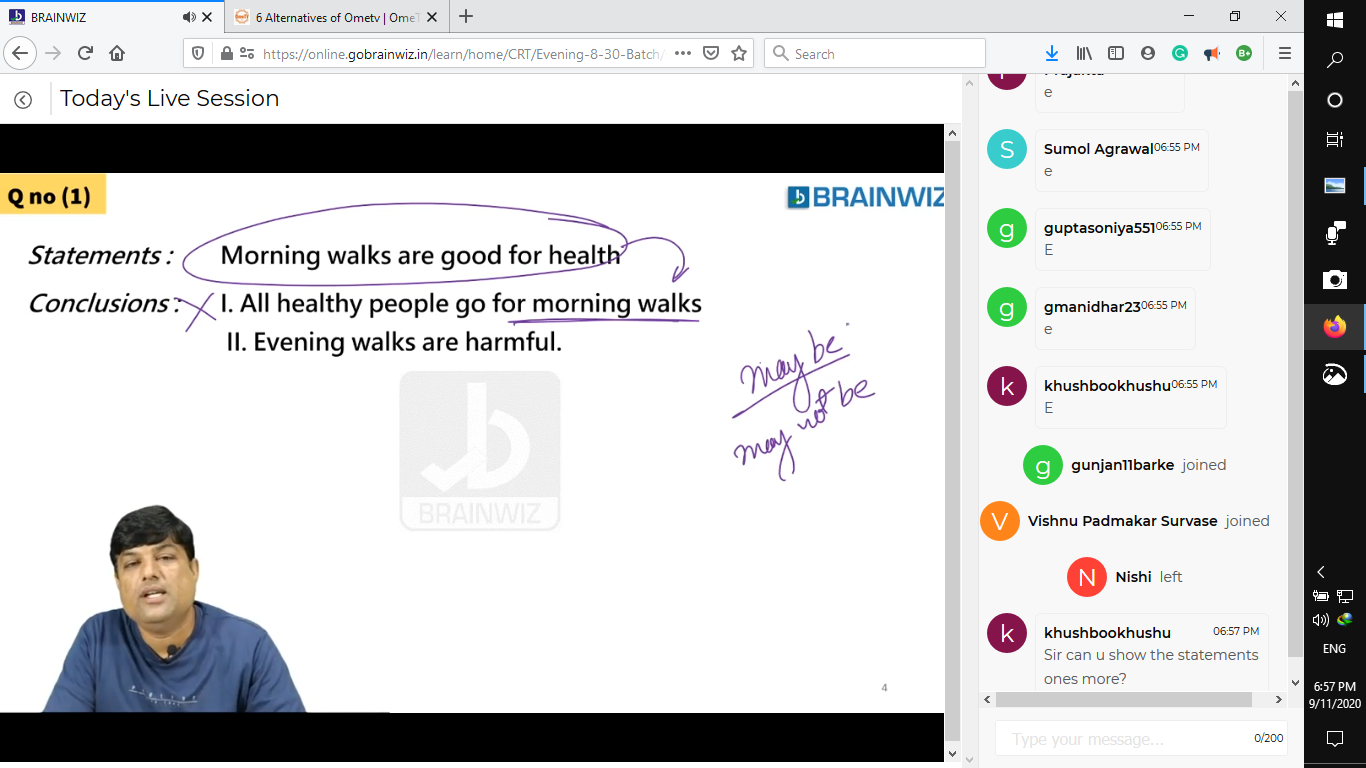 BRAINWIZ
6 Alternatives of Ometv | OmeT
https://online.gobrainwiz.in/learn/home/CRT/Evening-8-30-Batch/
Search
Today's Live Session
Q no (1)
BRAINWIZ
Statements : Morning walks are good for health
Conclusions : I. All healthy people go for morning walks
II. Evening walks are harmful.
may be
may not be
BRAINWIZ
4
e
Sumol Agrawal 06:55 PM
e
guptasoniya551 06:55 PM
E
gmanidhar23 06:55 PM
e
khushbookhushu 06:55 PM
E
gunjan11barke joined
Vishnu Padmakar Survase joined
Nishi left
khushbookhushu 06:57 PM
Sir can u show the statements
ones more?
Type your message...
0/200
ENG
6:57 PM
9/11/2020